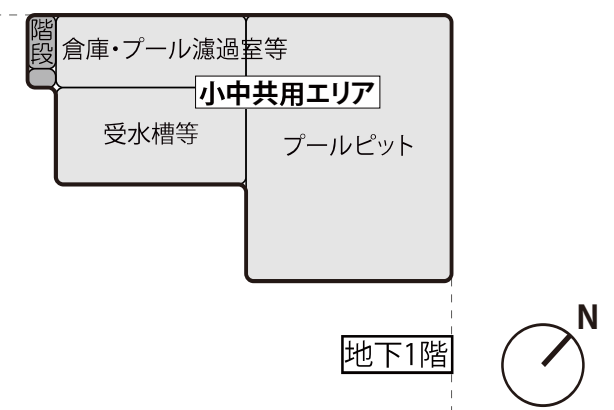 階段
倉庫・プール濾過室等
小中共用エリア
受水槽等
プールピット
N
地下1階